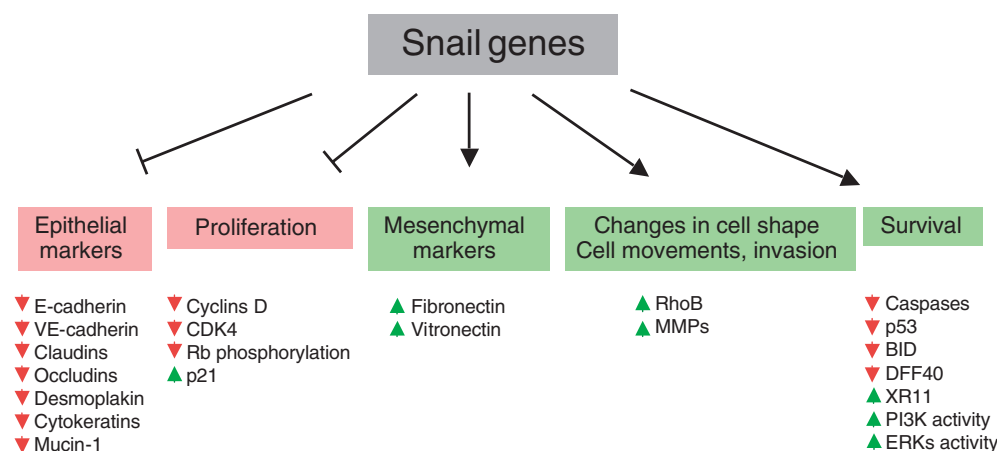 Snail genes
Epithelial
markers
E-cadherin
VE-cadherin
Claudins
Occludins
Desmoplakin
Cytokeratins
Mucin-1
Proliferation
Cyclins D
CDK4
Rb phosphorylation
p21
Mesenchymal
markers
Fibronectin
Vitronectin
Changes in cell shape
Cell movements, invasion
RhoB
MMPs
Survival
Caspases
p53
BID
DFF40
XR11
PI3K activity
ERKs activity